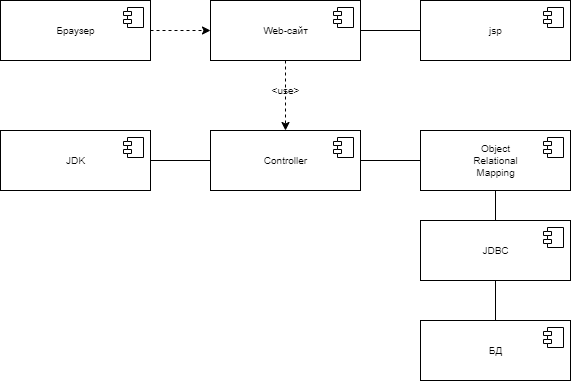 Браузер
Web-сайт
jsp
<use>
JDK
Controller
Object
Relational
Mapping
JDBC
БД